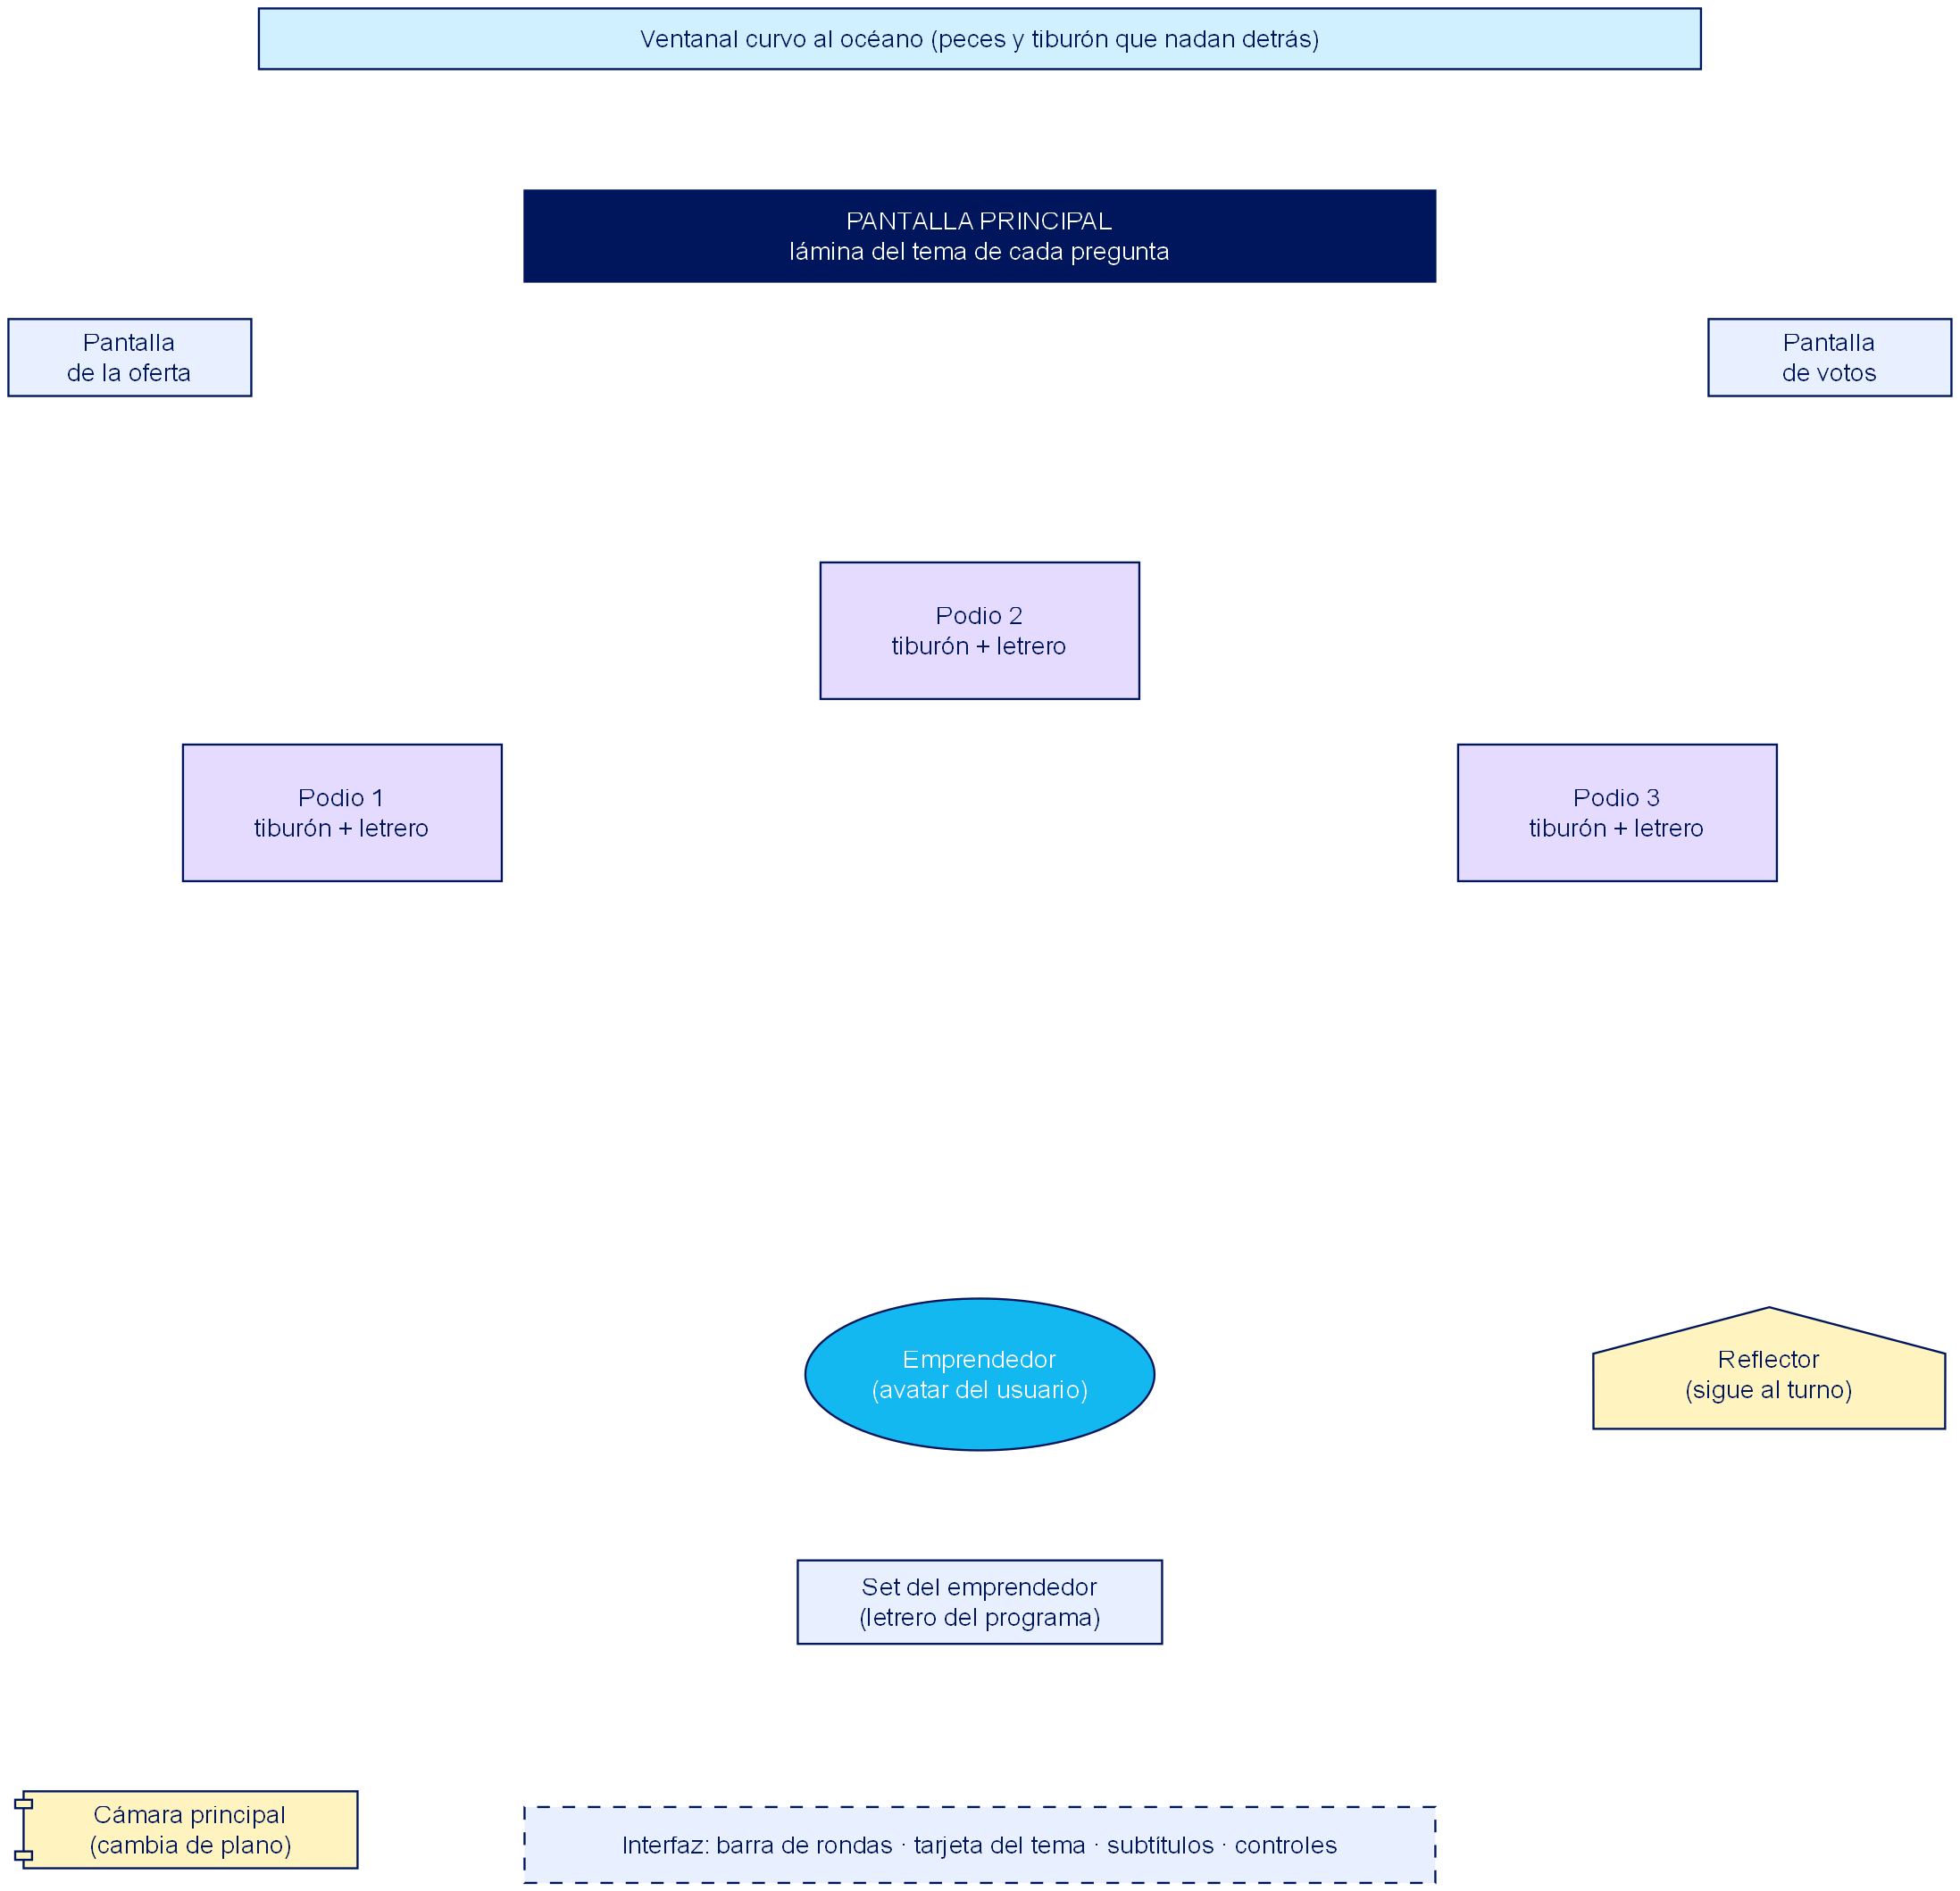 Ventanal curvo al océano (peces y tiburón que nadan detrás)
PANTALLA PRINCIPAL
lámina del tema de cada pregunta
Pantalla
de la oferta
Pantalla
de votos
Podio 2
tiburón + letrero
Podio 1
tiburón + letrero
Podio 3
tiburón + letrero
Emprendedor
(avatar del usuario)
Reflector
(sigue al turno)
Set del emprendedor
(letrero del programa)
Cámara principal
(cambia de plano)
Interfaz: barra de rondas · tarjeta del tema · subtítulos · controles